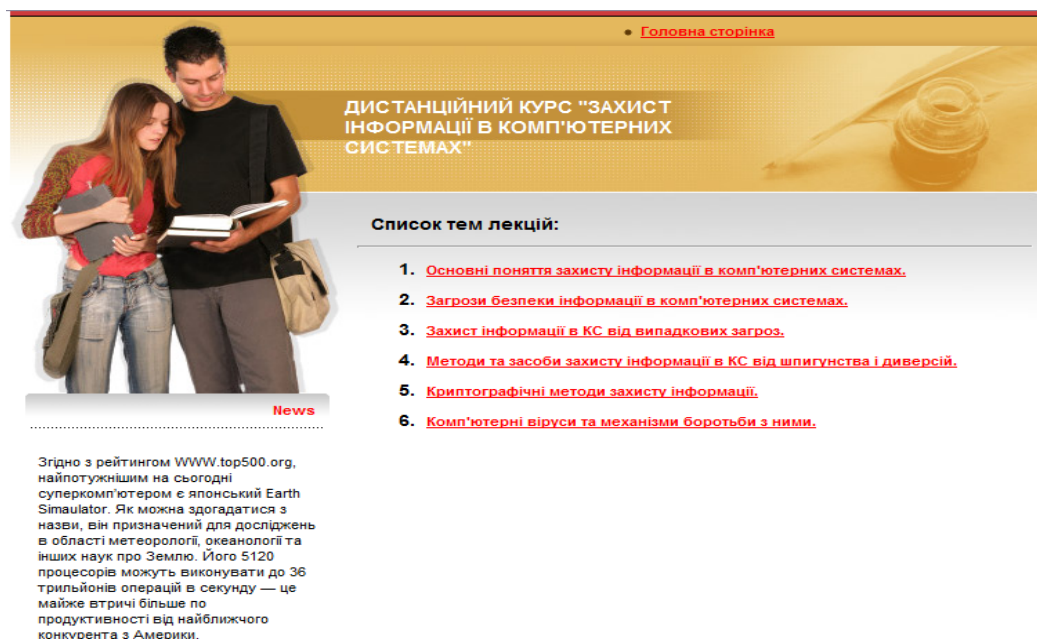 Головна сторінка
ДИСТАНЦІЙНИЙ КУРС "ЗАХИСТ
ІНФОРМАЦІЇ В КОМП'ЮТЕРНИХ
СИСТЕМАХ"
Список тем лекцій:
1. Основні поняття захисту інформації в комп'ютерних системах.
2. Загрози безпеки інформації в комп'ютерних системах.
3. Захист інформації в КС від випадкових загроз.
4. Методи та засоби захисту інформації в КС від шпигунства і диверсій.
5. Криптографічні методи захисту інформації.
6. Комп'ютерні віруси та механізми боротьби з ними.
News
Згідно з рейтингом WWW.top500.org,
найпотужнішим на сьогодні
суперкомп'ютером є японський Earth
Simaulator. Як можна здогадатися з
назви, він призначений для досліджень
в області метеорології, океанології та
інших наук про Землю. Його 5120
процесорів можуть виконувати до 36
трильйонів операцій в секунду — це
майже втричі більше по
продуктивності від найближчого
конкурента з Америки.